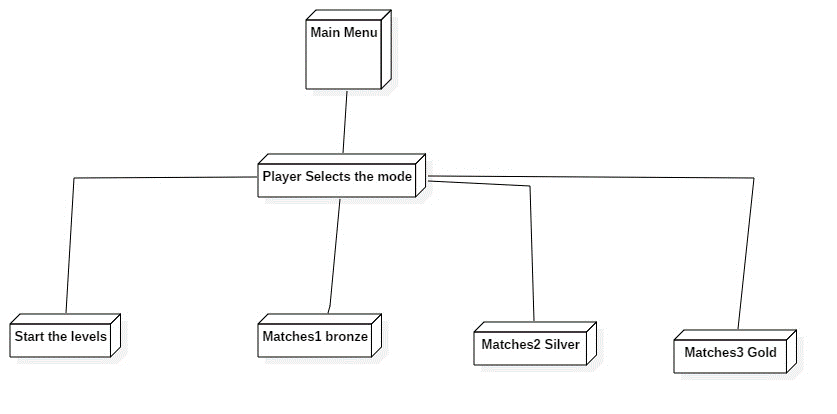 Main Menu
Player Selects the mode
Start the levels
Matches1 bronze
Matches2 Silver
Matches3 Gold